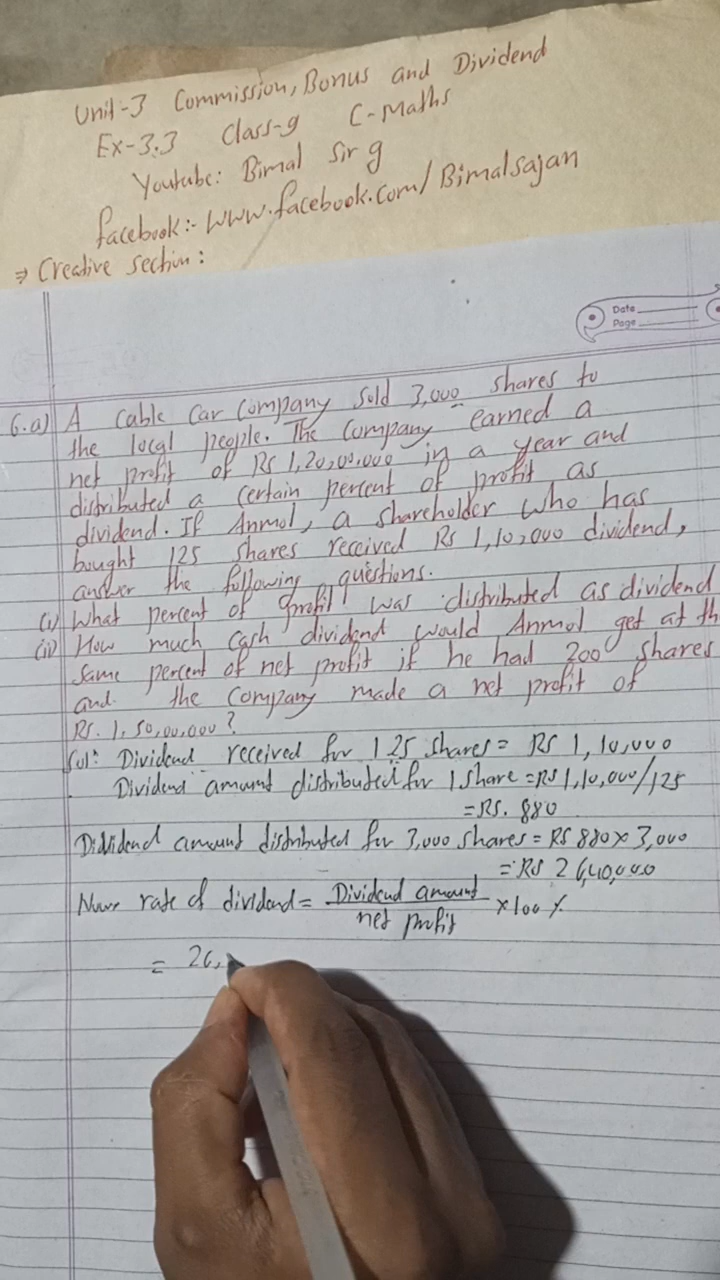 Unit-3 Commission, Bonus and Dividend
Ex-3.3 Class-9 C-Maths
Youtube: Bimal Sir g
facebook:- www.facebook.com/Bimalsajan
⇒ Creative section:
Date
Page
6.a) A cable car company sold 3,000 shares to
the local people. The company earned a
net profit of Rs 1,20,00,000 in a year and
distributed a certain percent of profit as
dividend. If Anmol, a shareholder who has
bought 125 shares received Rs 1,10,000 dividend,
answer the following questions.
(i) What percent of profit was distributed as dividend
(ii) How much cash dividend would Anmol get at th
same percent of net profit if he had 200 shares
and the company made a net profit of
Rs. 1,50,00,000?
Solⁿ: Dividend received for 125 shares = Rs 1,10,000
Dividend amount distributed for 1 share = Rs 1,10,000/125
= Rs. 880
Dividend amount distributed for 3,000 shares = Rs 880 × 3,000
= Rs 26,40,000
Now rate of dividend = Dividend amount / net profit × 100 %
= 26,